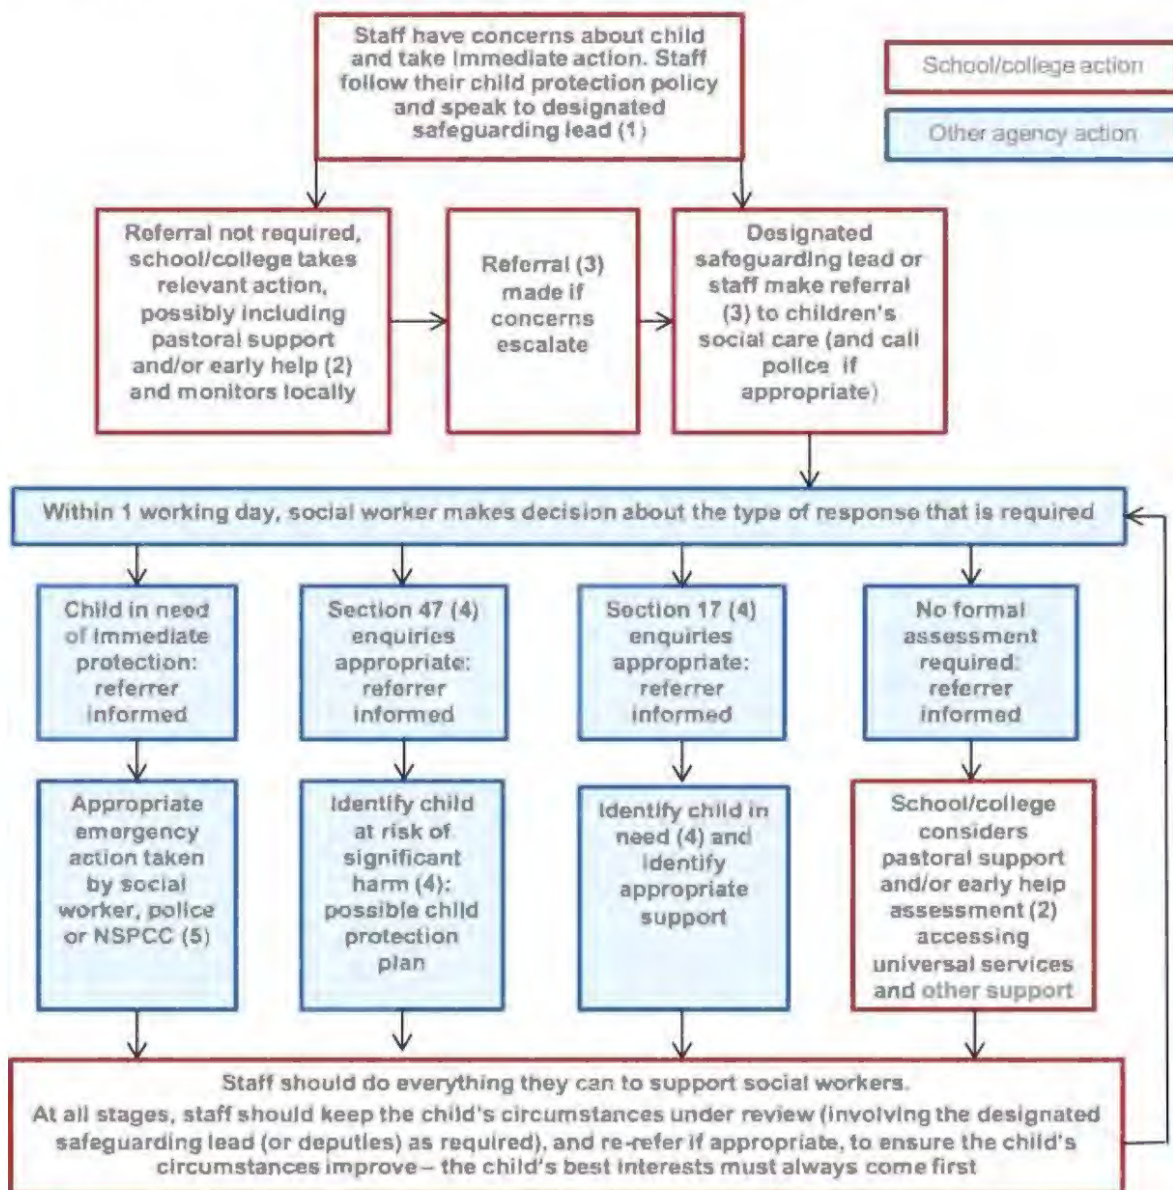 Staff have concerns about child
and take immediate action. Staff
follow their child protection policy
and speak to designated
safeguarding lead (1)
School/college action
Other agency action
Referral not required,
school/college takes
relevant action,
possibly including
pastoral support
and/or early help (2)
and monitors locally
Referral (3)
made if
concerns
escalate
Designated
safeguarding lead or
staff make referral
(3) to children's
social care (and call
police if
appropriate)
Within 1 working day, social worker makes decision about the type of response that is required
Child in need
of immediate
protection:
referrer
informed
Section 47 (4)
enquiries
appropriate:
referrer
informed
Section 17 (4)
enquiries
appropriate:
referrer
informed
No formal
assessment
required:
referrer
informed
Appropriate
emergency
action taken
by social
worker, police
or NSPCC (5)
Identify child
at risk of
significant
harm (4):
possible child
protection
plan
Identify child in
need (4) and
identify
appropriate
support
School/college
considers
pastoral support
and/or early help
assessment (2)
accessing
universal services
and other support
Staff should do everything they can to support social workers.
At all stages, staff should keep the child's circumstances under review (involving the designated
safeguarding lead (or deputies) as required), and re-refer if appropriate, to ensure the child's
circumstances improve – the child's best interests must always come first